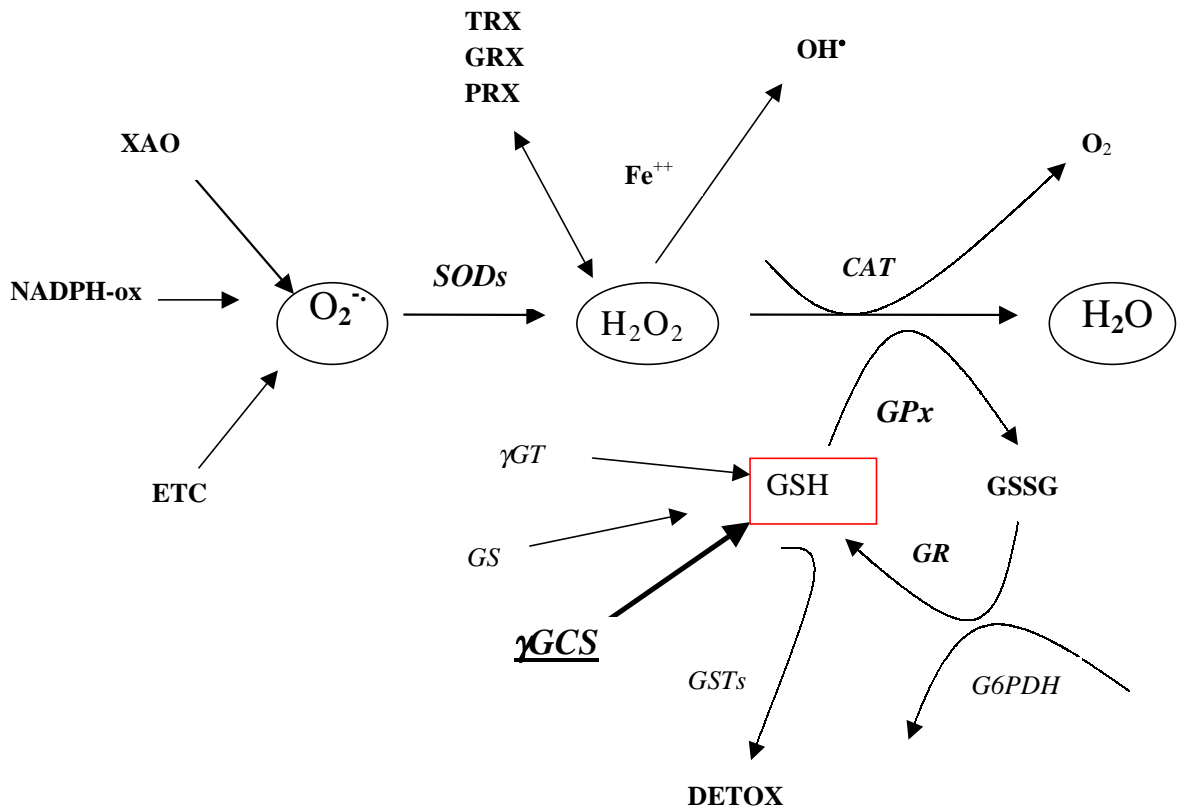 TRX
GRX
PRX
OH•
XAO
O₂
Fe⁺⁺
CAT
SODs
NADPH-ox
O₂⁻·
H₂O₂
H₂O
GPx
γGT
GSH
GSSG
ETC
GS
GR
γGCS
GSTs
G6PDH
DETOX